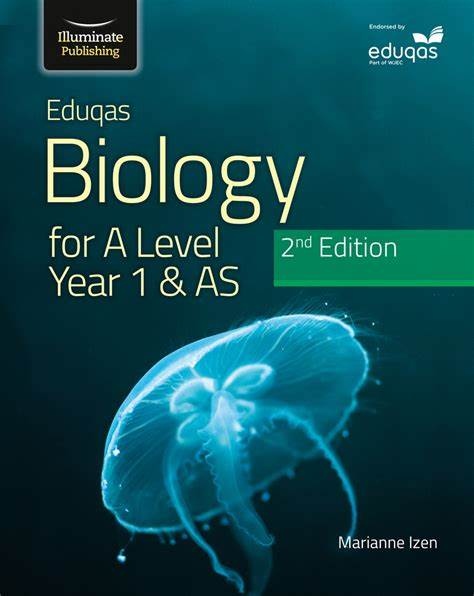 Illuminate
Publishing
Endorsed by
eduqas
Part of WJEC
Eduqas
Biology
for A Level
Year 1 & AS
2nd Edition
Marianne Izen